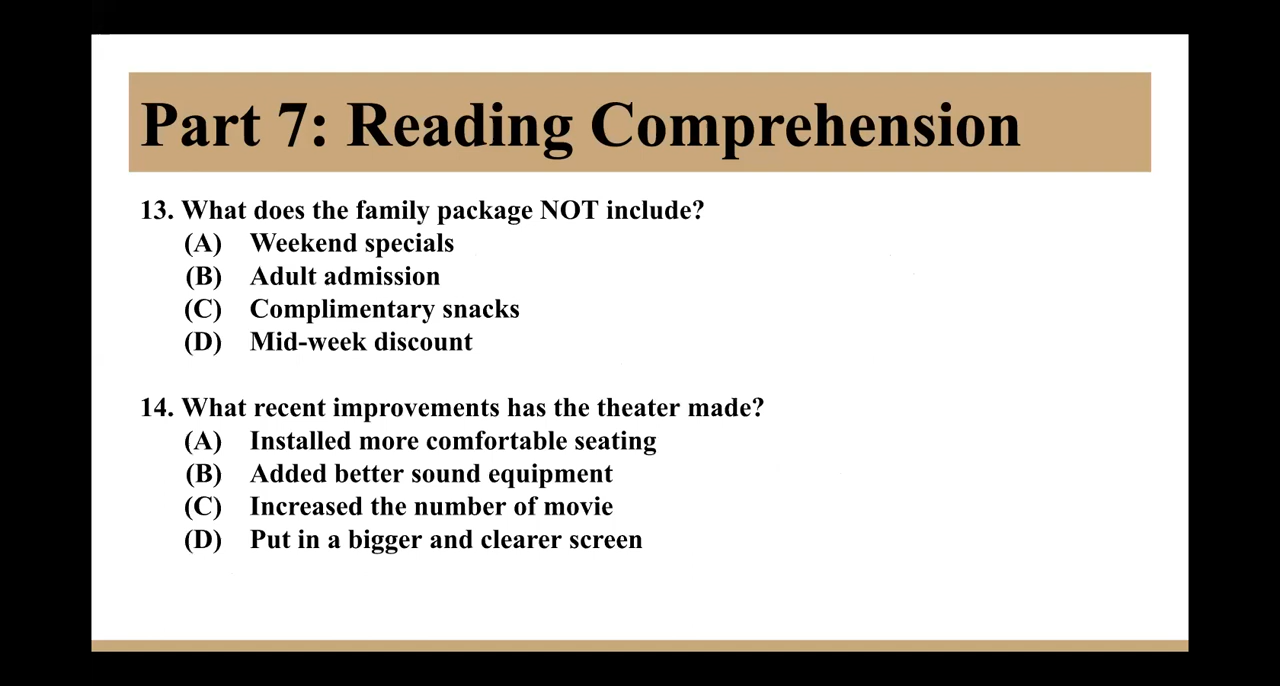 Part 7: Reading Comprehension
13. What does the family package NOT include?
(A) Weekend specials
(B) Adult admission
(C) Complimentary snacks
(D) Mid-week discount
14. What recent improvements has the theater made?
(A) Installed more comfortable seating
(B) Added better sound equipment
(C) Increased the number of movie
(D) Put in a bigger and clearer screen